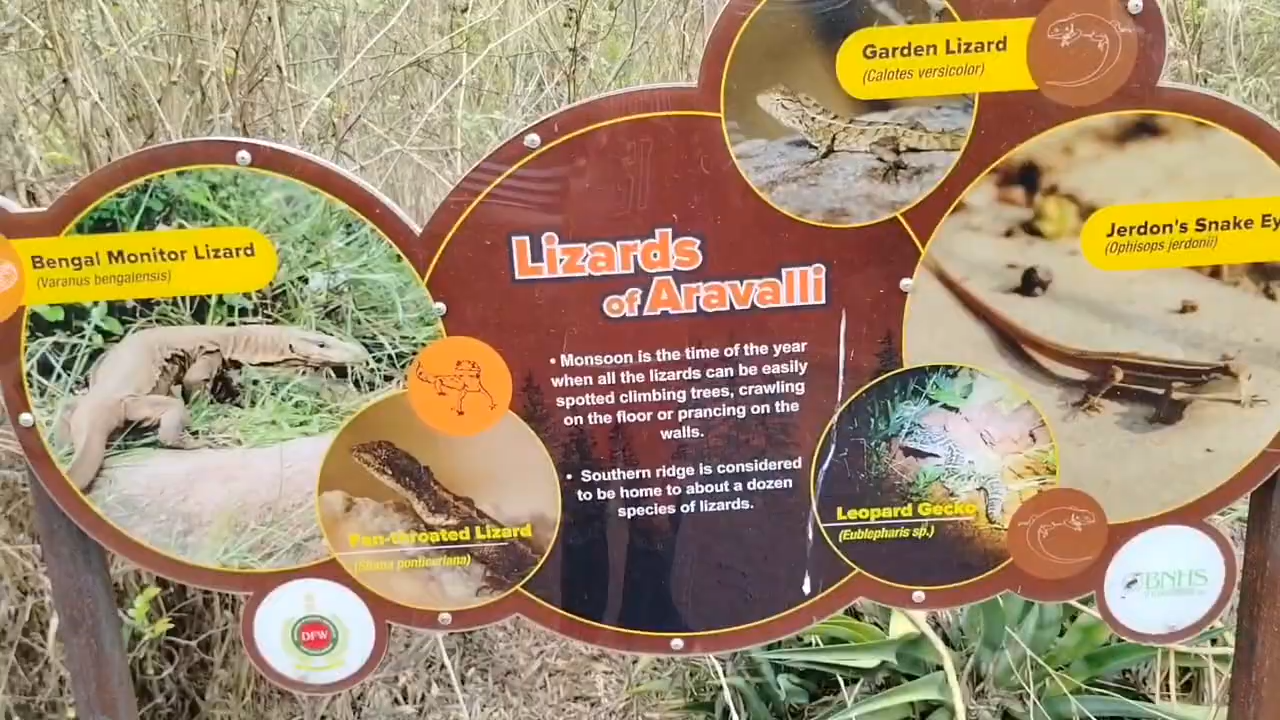 Garden Lizard
(Calotes versicolor)
Bengal Monitor Lizard
(Varanus bengalensis)
Jerdon's Snake Ey
(Ophisops jerdonii)
Lizards
of Aravalli
• Monsoon is the time of the year
when all the lizards can be easily
spotted climbing trees, crawling
on the floor or prancing on the
walls.
• Southern ridge is considered
to be home to about a dozen
species of lizards.
Fan-throated Lizard
(Sitana ponticeriana)
Leopard Gecko
(Eublepharis sp.)
DFW
BNHS